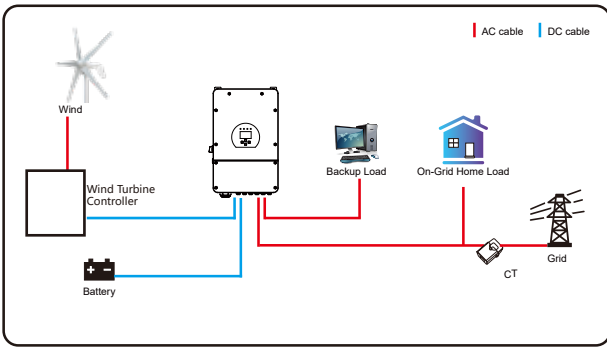 AC cable
DC cable
Wind
Wind Turbine
Controller
Backup Load
On-Grid Home Load
Battery
CT
Grid